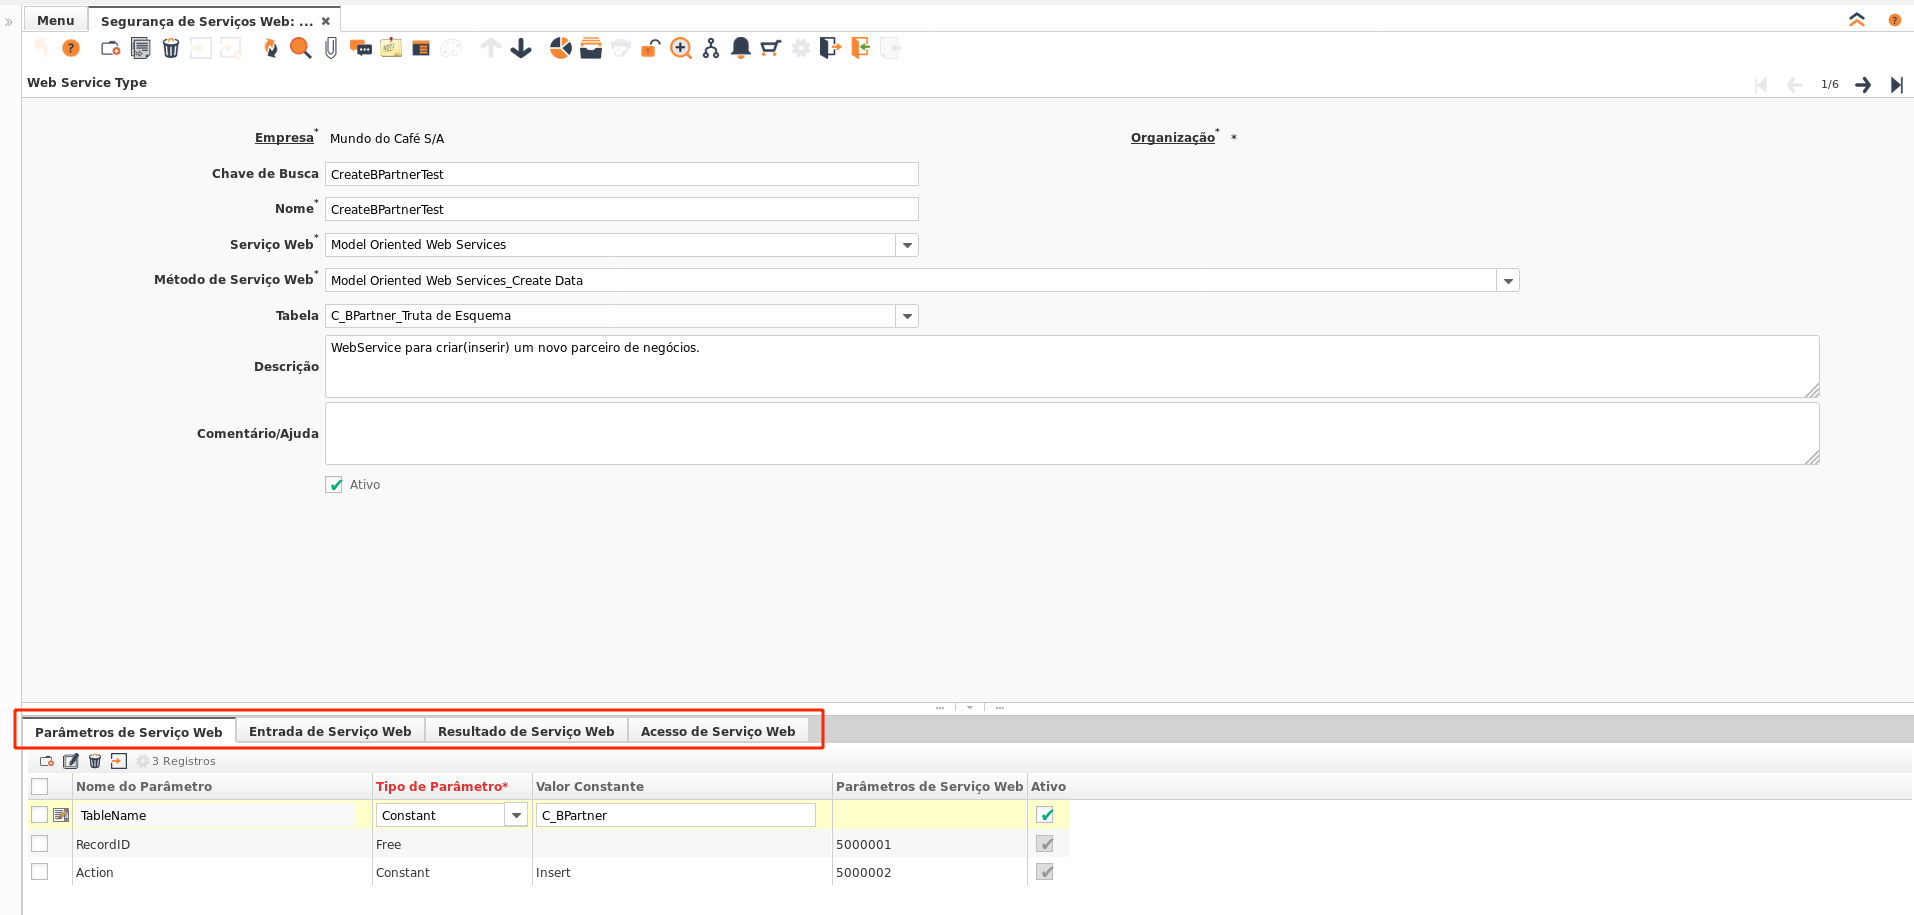 Menu
Segurança de Serviços Web: ...
Web Service Type
1/6
Empresa* Mundo do Café S/A
Organização* *
Chave de Busca CreateBPartnerTest
Nome* CreateBPartnerTest
Serviço Web* Model Oriented Web Services
Método de Serviço Web* Model Oriented Web Services_Create Data
Tabela C_BPartner_Truta de Esquema
Descrição WebService para criar(inserir) um novo parceiro de negócios.
Comentário/Ajuda
Ativo
Parâmetros de Serviço Web Entrada de Serviço Web Resultado de Serviço Web Acesso de Serviço Web
3 Registros
Nome do Parâmetro Tipo de Parâmetro* Valor Constante Parâmetros de Serviço Web Ativo
TableName Constant C_BPartner
RecordID Free 5000001
Action Constant Insert 5000002